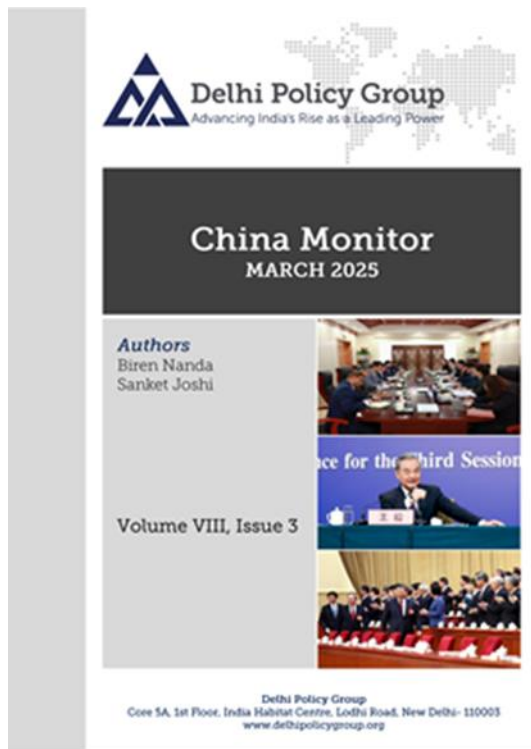 Delhi Policy Group
Advancing India's Rise as a Leading Power
China Monitor
MARCH 2025
Authors
Biren Nanda
Sanket Joshi
ce for the Third Session
王 毅
Volume VIII, Issue 3
Delhi Policy Group
Core 5A, 1st Floor, India Habitat Centre, Lodhi Road, New Delhi- 110003
www.delhipolicygroup.org